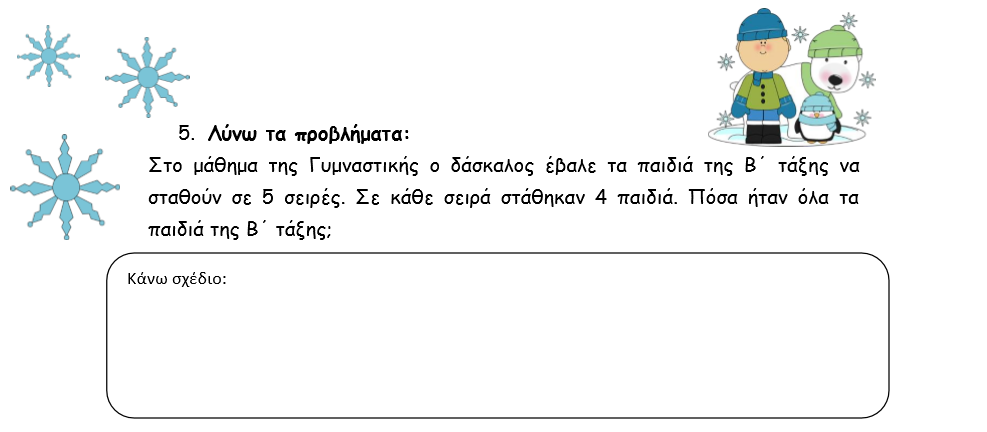 5. Λύνω τα προβλήματα:
Στο μάθημα της Γυμναστικής ο δάσκαλος έβαλε τα παιδιά της Β΄ τάξης να
σταθούν σε 5 σειρές. Σε κάθε σειρά στάθηκαν 4 παιδιά. Πόσα ήταν όλα τα
παιδιά της Β΄ τάξης;
Κάνω σχέδιο: